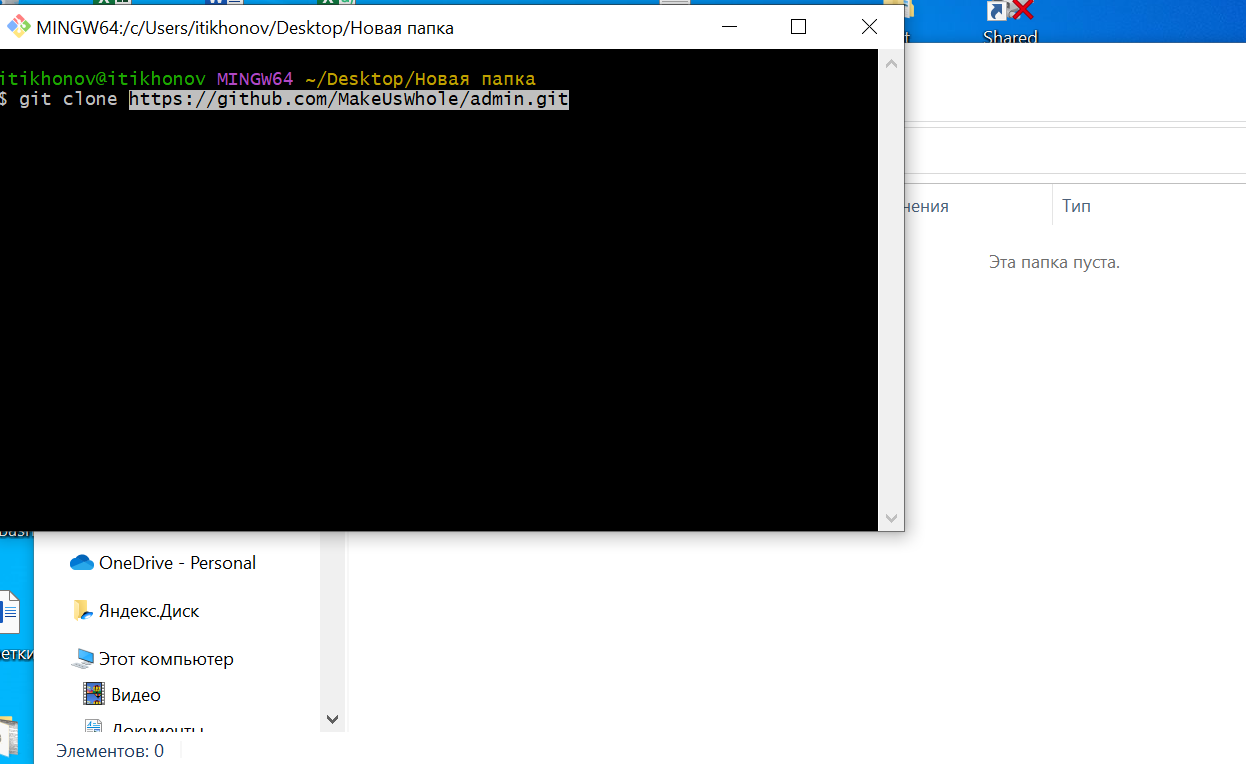 MINGW64:/c/Users/itikhonov/Desktop/Новая папка
Shared
itikhonov@itikhonov MINGW64 ~/Desktop/Новая папка
$ git clone https://github.com/MakeUsWhole/admin.git
Тип
Эта папка пуста.
OneDrive - Personal
Яндекс.Диск
Этот компьютер
Видео
Документы
Элементов: 0